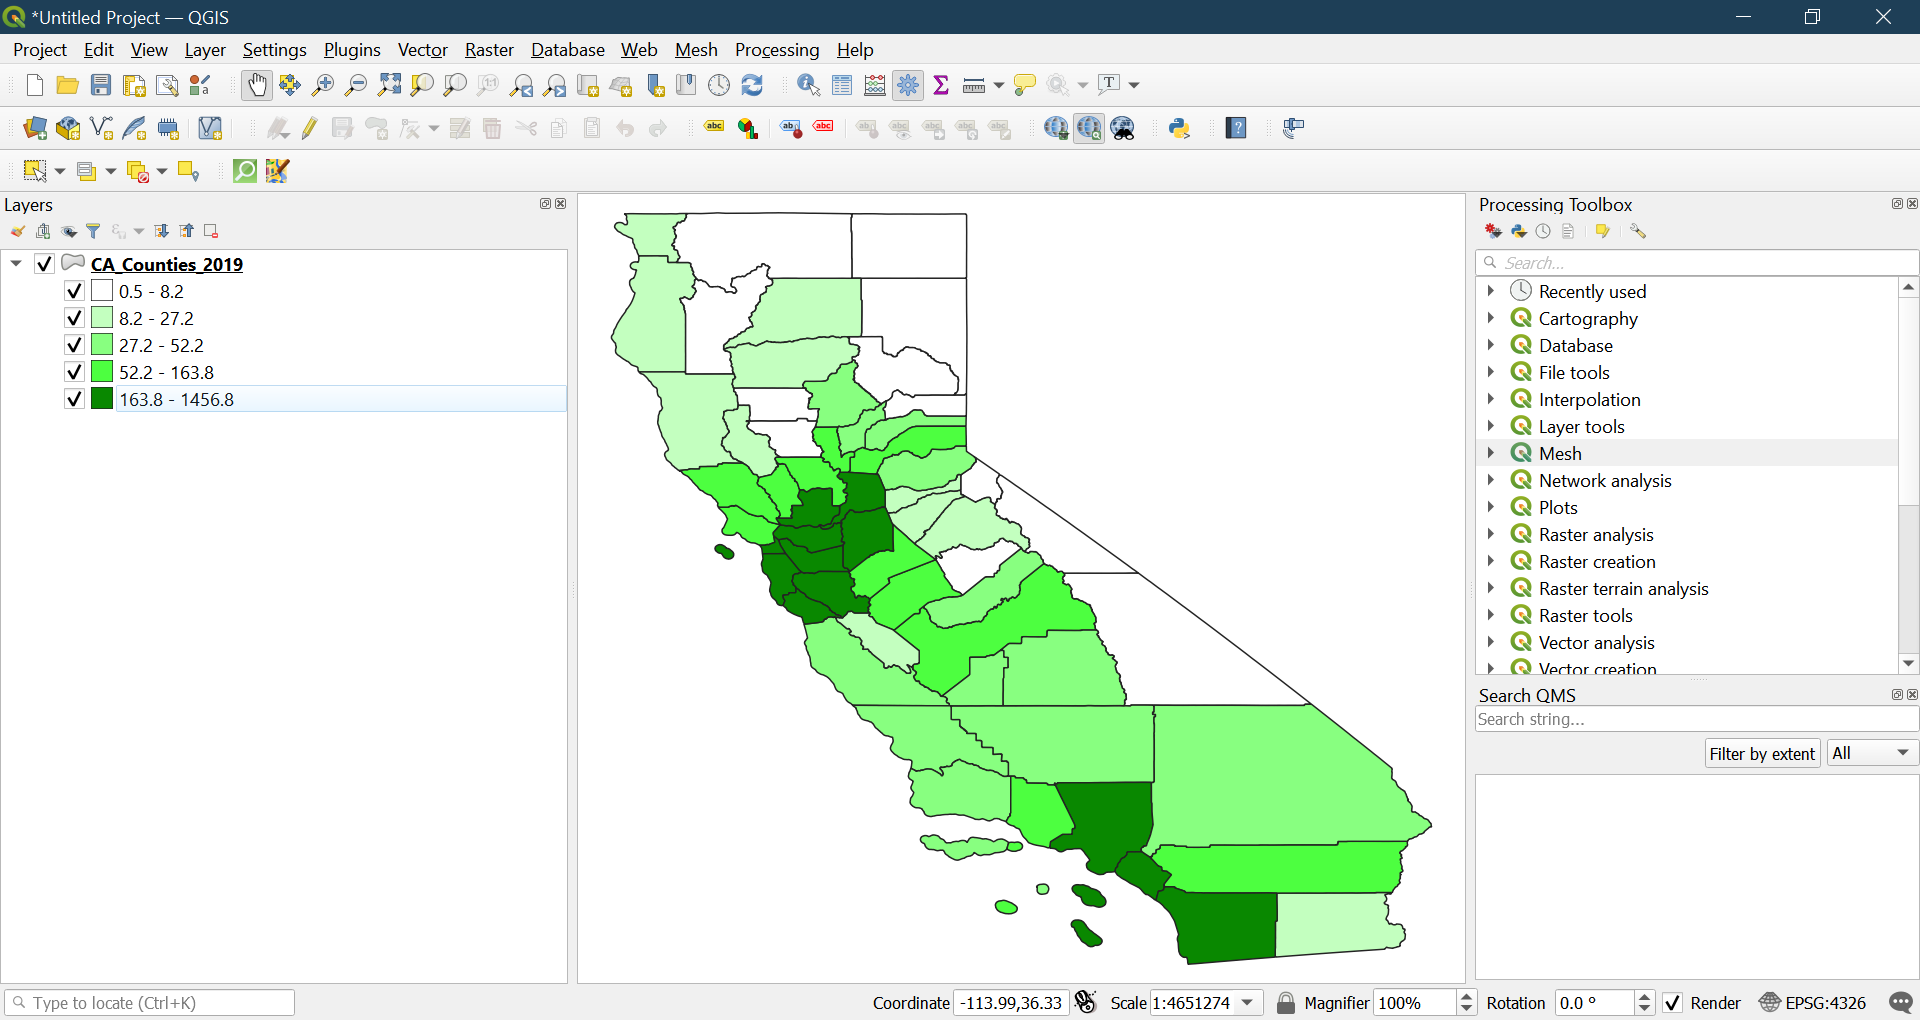 *Untitled Project — QGIS
Project Edit View Layer Settings Plugins Vector Raster Database Web Mesh Processing Help
Layers
CA_Counties_2019
0.5 - 8.2
8.2 - 27.2
27.2 - 52.2
52.2 - 163.8
163.8 - 1456.8
Processing Toolbox
Search...
Recently used
Cartography
Database
File tools
Interpolation
Layer tools
Mesh
Network analysis
Plots
Raster analysis
Raster creation
Raster terrain analysis
Raster tools
Vector analysis
Vector creation
Search QMS
Search string...
Filter by extent All
Type to locate (Ctrl+K) Coordinate -113.99,36.33 Scale 1:4651274 Magnifier 100% Rotation 0.0 ° Render EPSG:4326